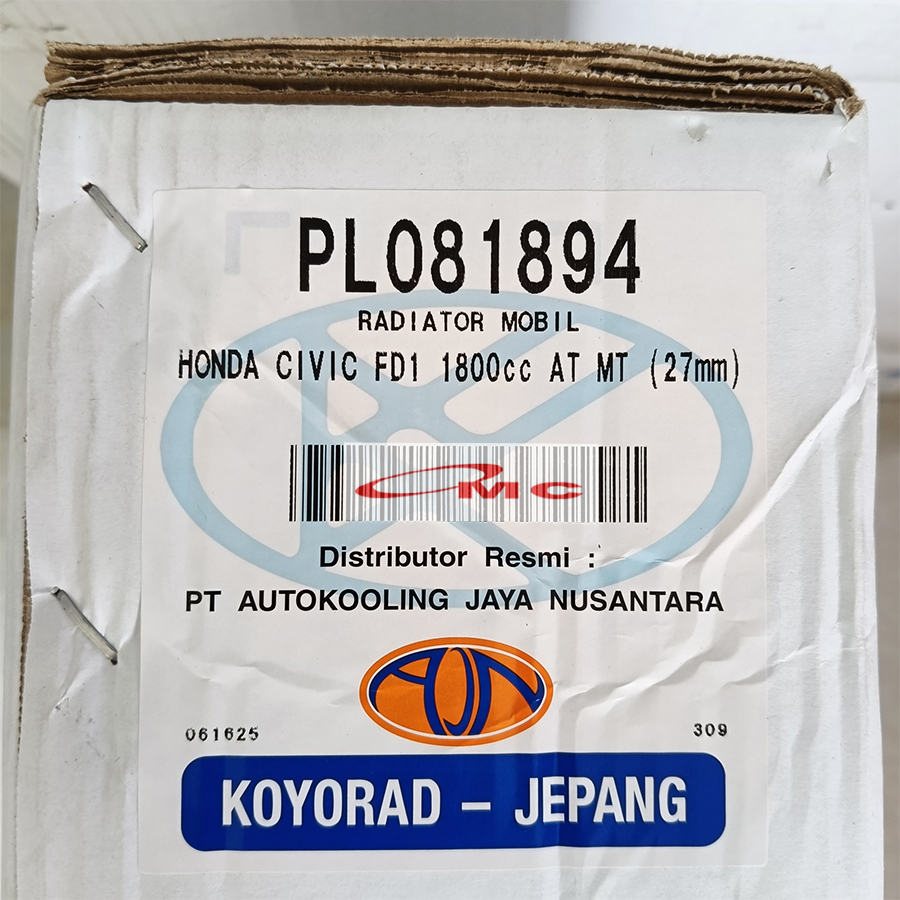 PL081894
RADIATOR MOBIL
HONDA CIVIC FD1 1800cc AT MT (27mm)
CMC
Distributor Resmi :
PT AUTOKOOLING JAYA NUSANTARA
AJN
061625
309
KOYORAD - JEPANG